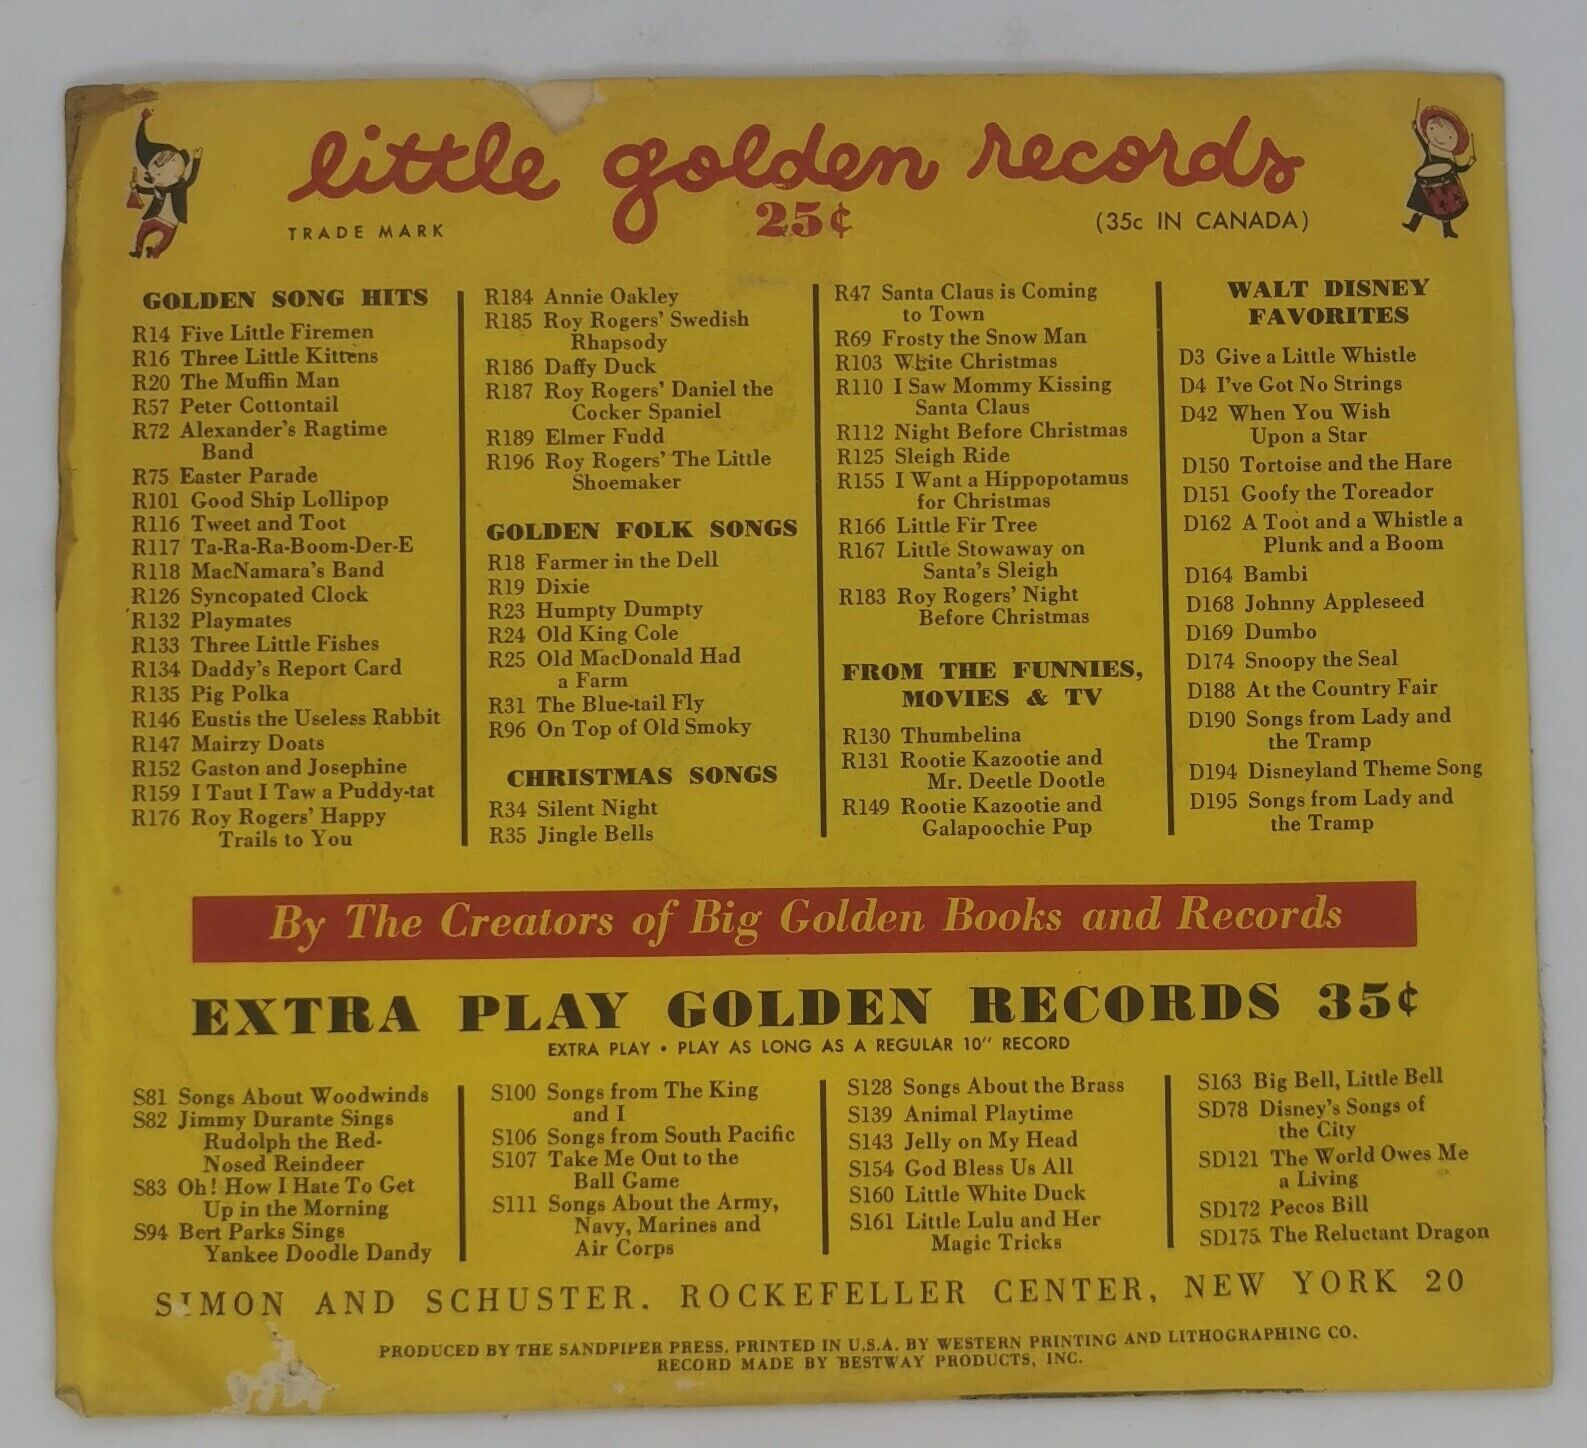 little golden records
25¢
TRADE MARK
(35c IN CANADA)
GOLDEN SONG HITS
R14 Five Little Firemen
R16 Three Little Kittens
R20 The Muffin Man
R57 Peter Cottontail
R72 Alexander's Ragtime
Band
R75 Easter Parade
R101 Good Ship Lollipop
R116 Tweet and Toot
R117 Ta-Ra-Ra-Boom-Der-E
R118 MacNamara's Band
R126 Syncopated Clock
R132 Playmates
R133 Three Little Fishes
R134 Daddy's Report Card
R135 Pig Polka
R146 Eustis the Useless Rabbit
R147 Mairzy Doats
R152 Gaston and Josephine
R159 I Taut I Taw a Puddy-tat
R176 Roy Rogers' Happy
Trails to You
R184 Annie Oakley
R185 Roy Rogers' Swedish
Rhapsody
R186 Daffy Duck
R187 Roy Rogers' Daniel the
Cocker Spaniel
R189 Elmer Fudd
R196 Roy Rogers' The Little
Shoemaker
GOLDEN FOLK SONGS
R18 Farmer in the Dell
R19 Dixie
R23 Humpty Dumpty
R24 Old King Cole
R25 Old MacDonald Had
a Farm
R31 The Blue-tail Fly
R96 On Top of Old Smoky
CHRISTMAS SONGS
R34 Silent Night
R35 Jingle Bells
R47 Santa Claus is Coming
to Town
R69 Frosty the Snow Man
R103 White Christmas
R110 I Saw Mommy Kissing
Santa Claus
R112 Night Before Christmas
R125 Sleigh Ride
R155 I Want a Hippopotamus
for Christmas
R166 Little Fir Tree
R167 Little Stowaway on
Santa's Sleigh
R183 Roy Rogers' Night
Before Christmas
FROM THE FUNNIES,
MOVIES & TV
R130 Thumbelina
R131 Rootie Kazootie and
Mr. Deetle Dootle
R149 Rootie Kazootie and
Galapoochie Pup
WALT DISNEY
FAVORITES
D3 Give a Little Whistle
D4 I've Got No Strings
D42 When You Wish
Upon a Star
D150 Tortoise and the Hare
D151 Goofy the Toreador
D162 A Toot and a Whistle a
Plunk and a Boom
D164 Bambi
D168 Johnny Appleseed
D169 Dumbo
D174 Snoopy the Seal
D188 At the Country Fair
D190 Songs from Lady and
the Tramp
D194 Disneyland Theme Song
D195 Songs from Lady and
the Tramp
By The Creators of Big Golden Books and Records
EXTRA PLAY GOLDEN RECORDS 35¢
EXTRA PLAY • PLAY AS LONG AS A REGULAR 10" RECORD
S81 Songs About Woodwinds
S82 Jimmy Durante Sings
Rudolph the Red-
Nosed Reindeer
S83 Oh! How I Hate To Get
Up in the Morning
S94 Bert Parks Sings
Yankee Doodle Dandy
S100 Songs from The King
and I
S106 Songs from South Pacific
S107 Take Me Out to the
Ball Game
S111 Songs About the Army,
Navy, Marines and
Air Corps
S128 Songs About the Brass
S139 Animal Playtime
S143 Jelly on My Head
S154 God Bless Us All
S160 Little White Duck
S161 Little Lulu and Her
Magic Tricks
S163 Big Bell, Little Bell
SD78 Disney's Songs of
the City
SD121 The World Owes Me
a Living
SD172 Pecos Bill
SD175 The Reluctant Dragon
SIMON AND SCHUSTER, ROCKEFELLER CENTER, NEW YORK 20
PRODUCED BY THE SANDPIPER PRESS, PRINTED IN U.S.A. BY WESTERN PRINTING AND LITHOGRAPHING CO.
RECORD MADE BY BESTWAY PRODUCTS, INC.